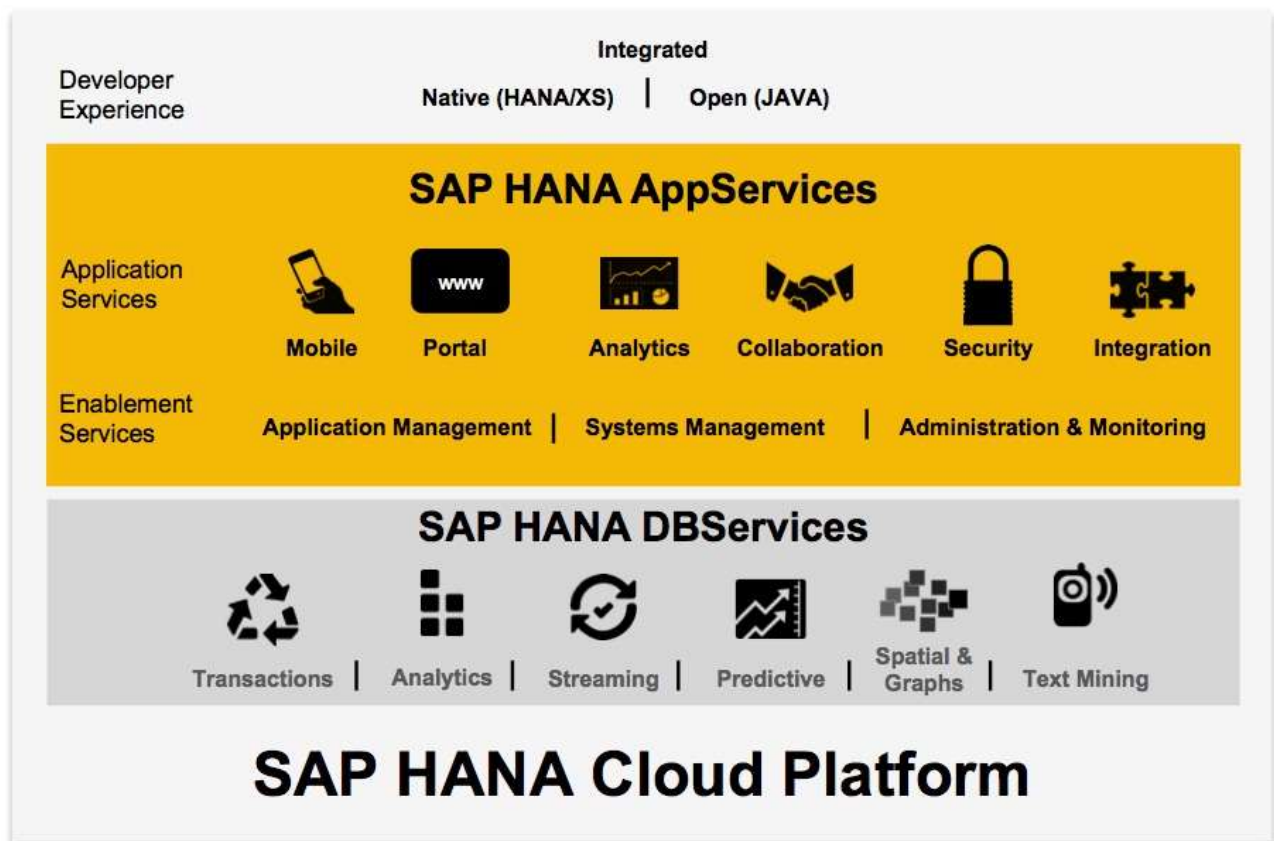 Integrated
Developer
Experience
Native (HANA/XS) | Open (JAVA)
SAP HANA AppServices
Application
Services
www
Mobile Portal Analytics Collaboration Security Integration
Enablement
Services
Application Management | Systems Management | Administration & Monitoring
SAP HANA DBServices
Transactions | Analytics | Streaming | Predictive | Spatial & Graphs | Text Mining
SAP HANA Cloud Platform